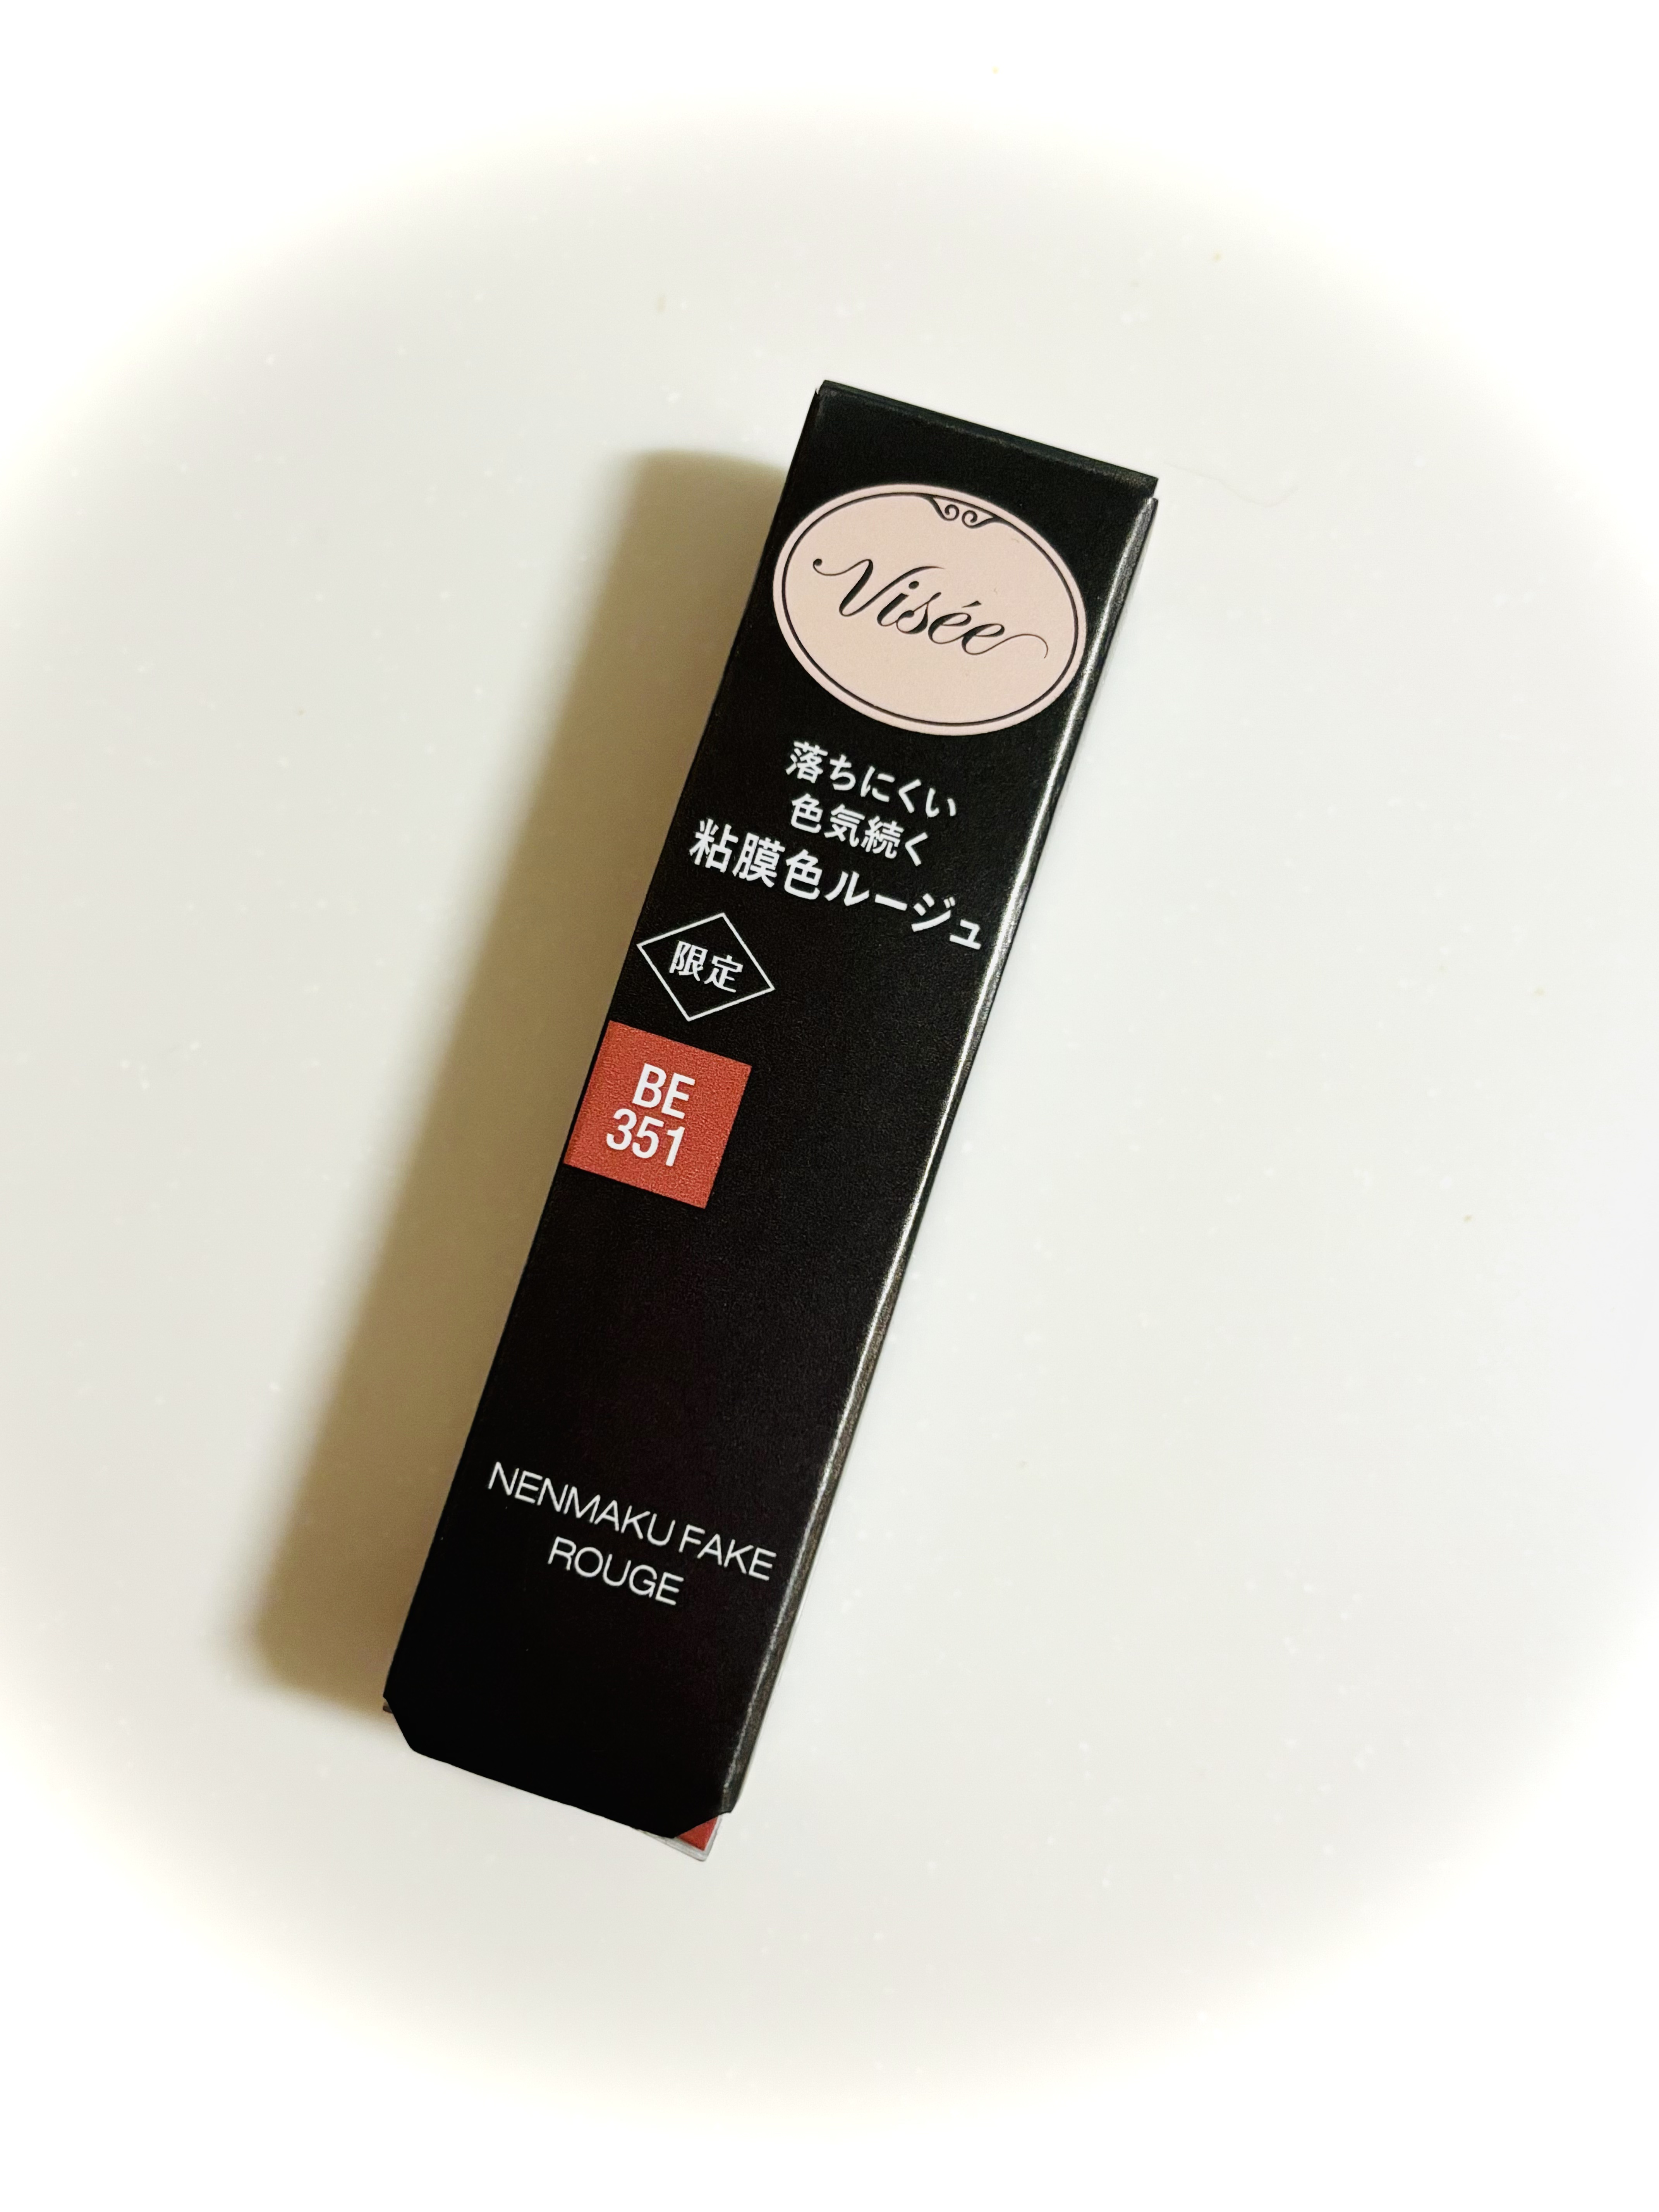 Visée
落ちにくい
色気続く
粘膜色ルージュ
限定
BE
351
NENMAKU FAKE
ROUGE